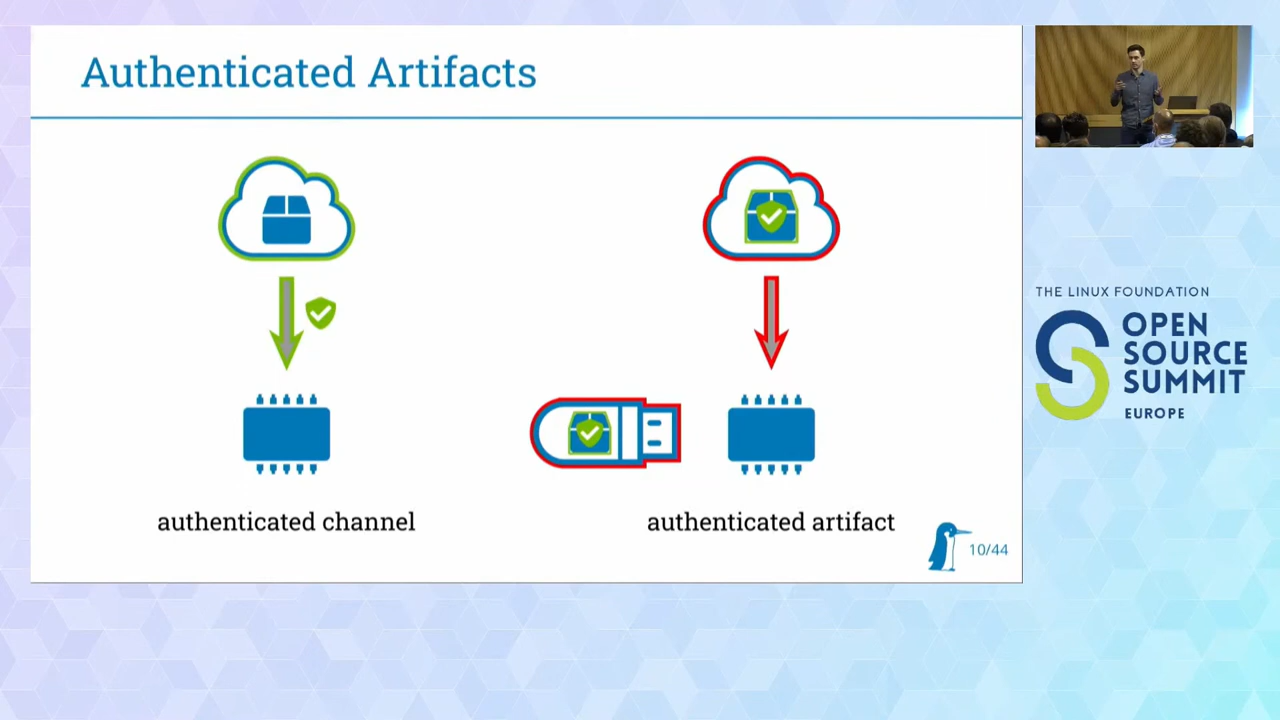 Authenticated Artifacts
authenticated channel
authenticated artifact
10/44
THE LINUX FOUNDATION
OPEN
SOURCE
SUMMIT
EUROPE